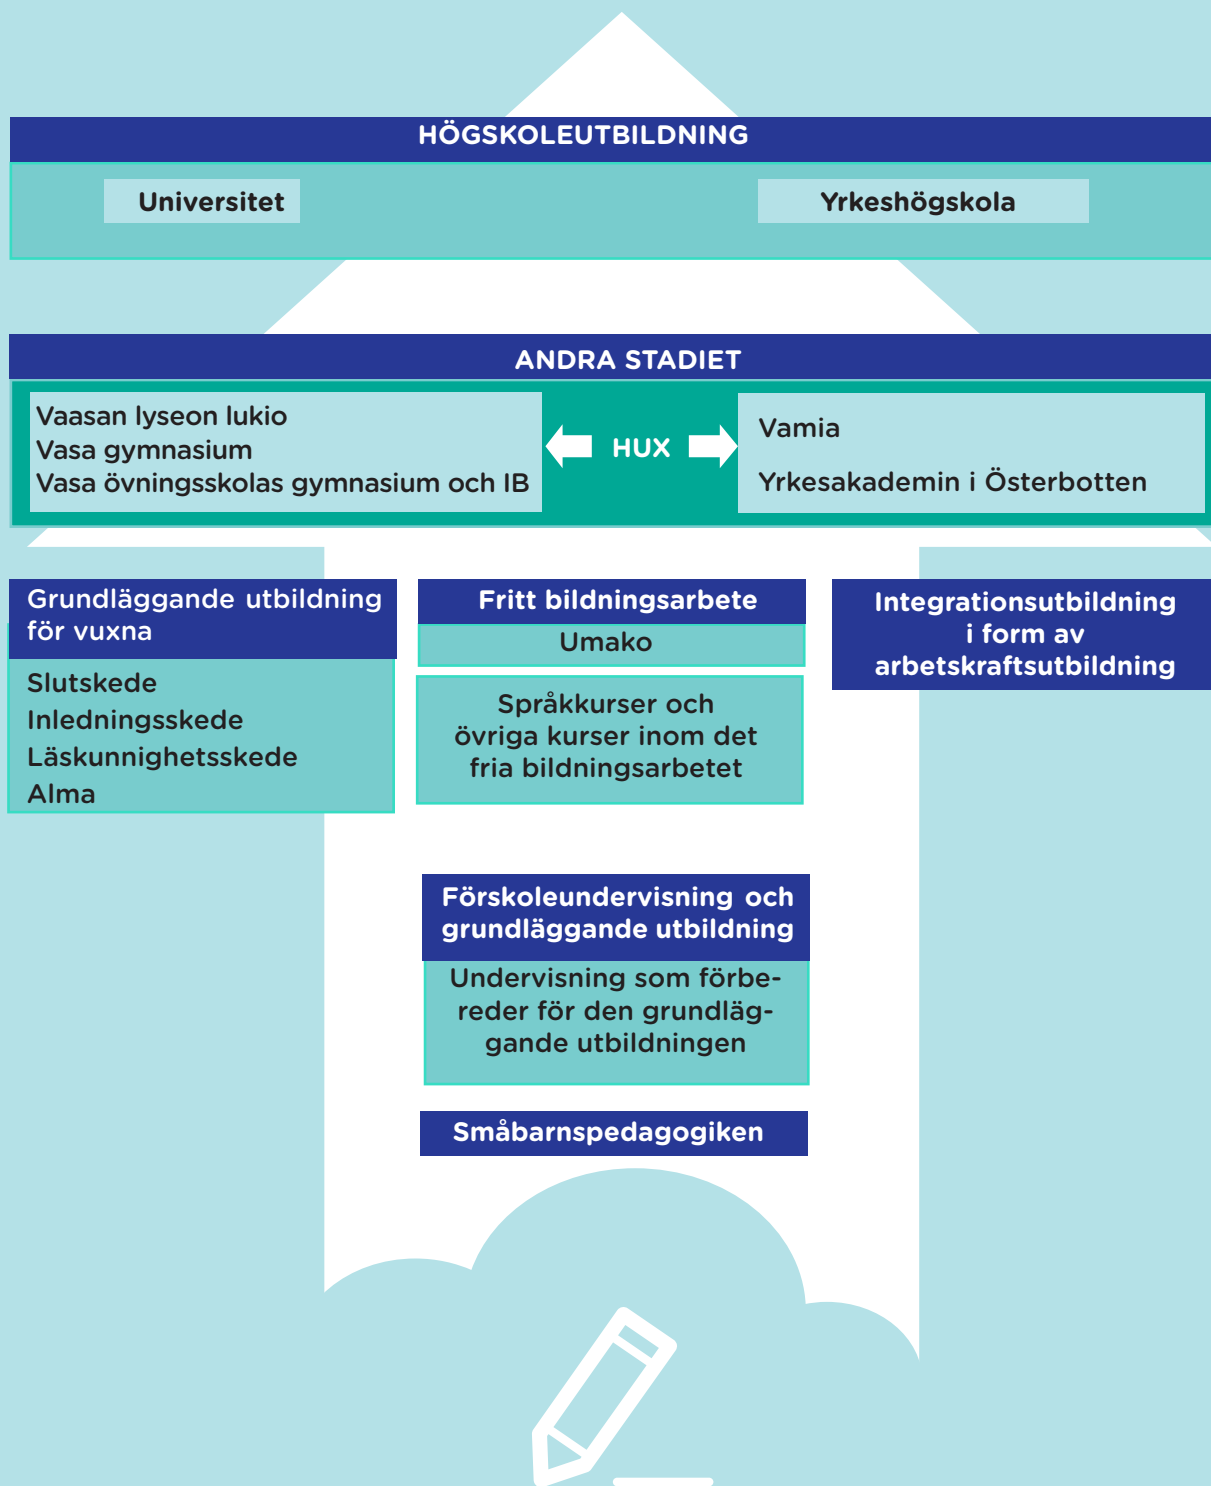 HÖGSKOLEUTBILDNING
Universitet
Yrkeshögskola
ANDRA STADIET
Vaasan lyseon lukio
Vasa gymnasium
Vasa övningsskolas gymnasium och IB
HUX
Vamia
Yrkesakademin i Österbotten
Grundläggande utbildning
för vuxna
Slutskede
Inledningsskede
Läskunnighetsskede
Alma
Fritt bildningsarbete
Umako
Språkkurser och
övriga kurser inom det
fria bildningsarbetet
Integrationsutbildning
i form av
arbetskraftsutbildning
Förskoleundervisning och
grundläggande utbildning
Undervisning som förbe-
reder för den grundläg-
gande utbildningen
Småbarnspedagogiken